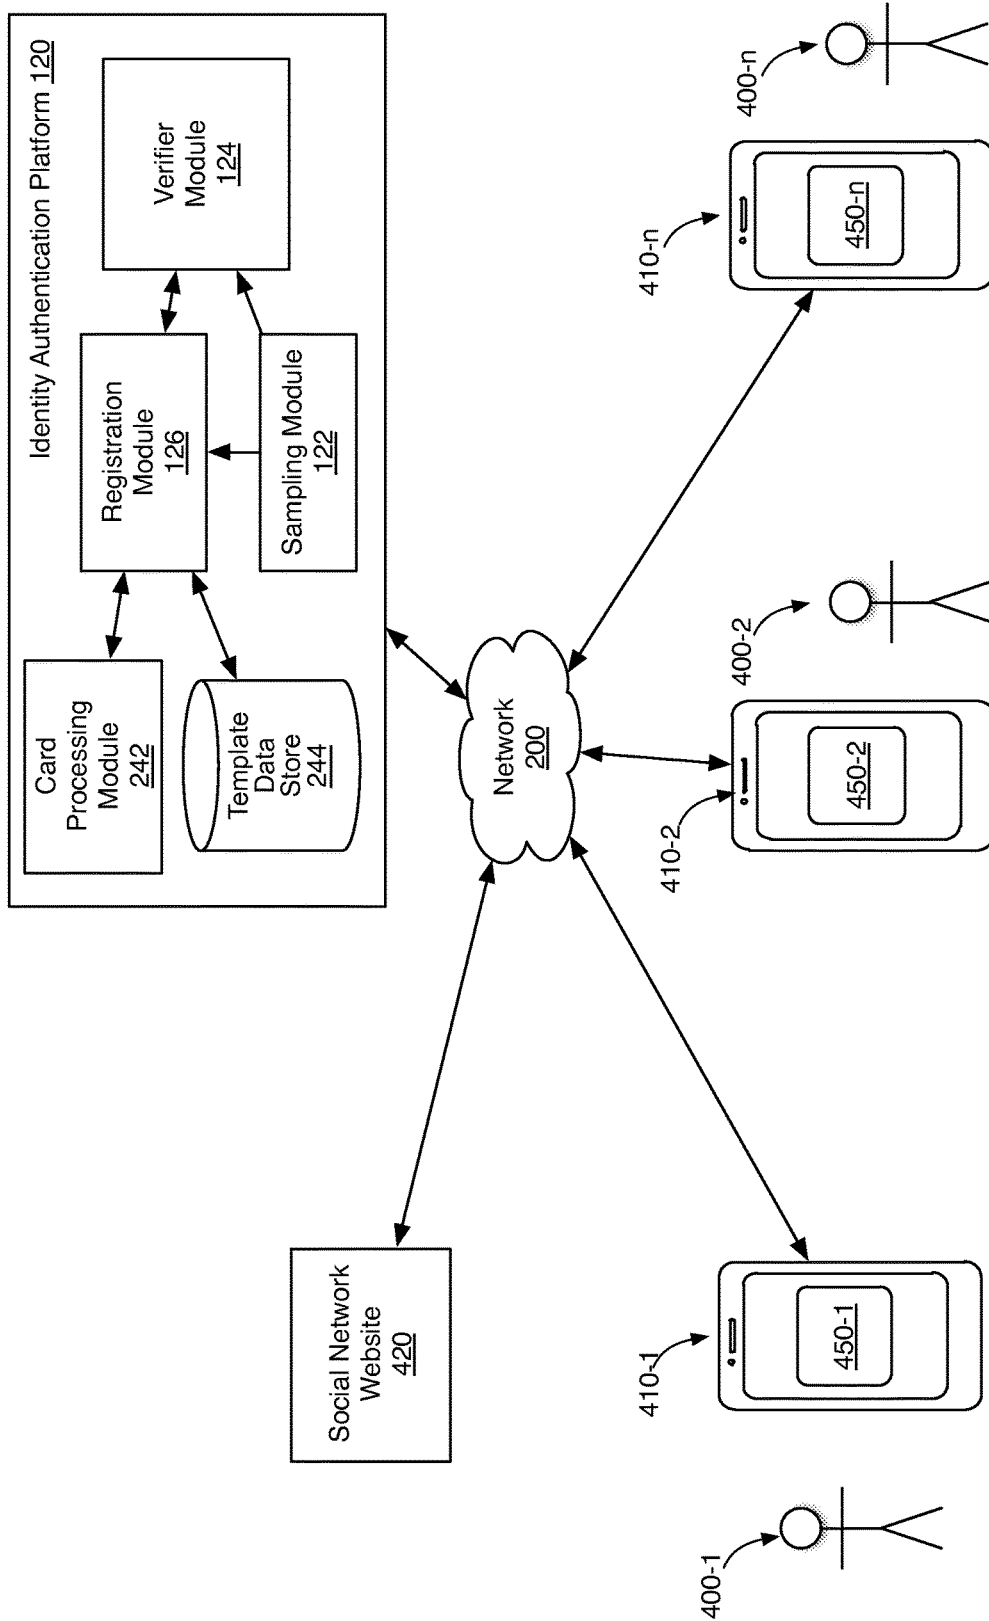 Identity Authentication Platform 120
Card
Processing
Module
242
Registration
Module
126
Verifier
Module
124
Template
Data
Store
244
Sampling Module
122
Social Network
Website
420
Network
200
410-1
450-1
400-1
410-2
450-2
400-2
410-n
450-n
400-n